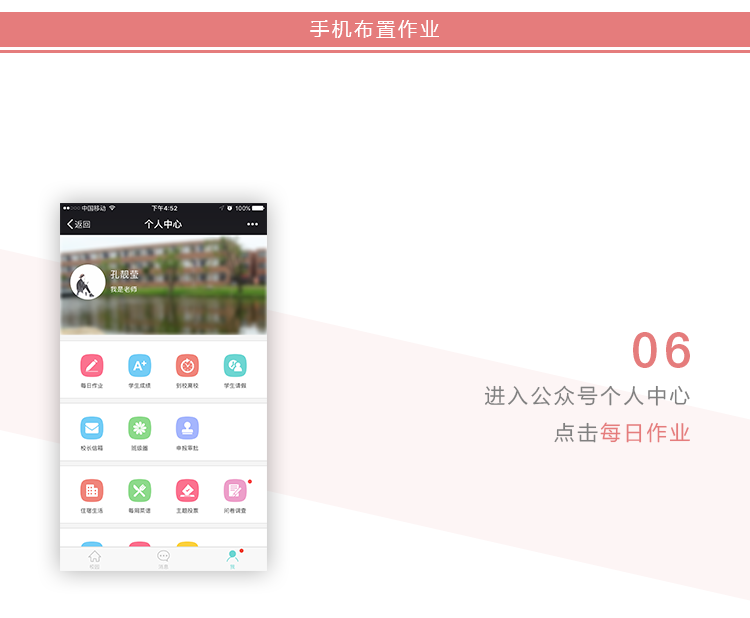 手机布置作业
中国移动 下午4:52 100%
返回 个人中心
孔靓莹
我是老师
A+
每日作业 学生成绩 到校离校 学生请假
校长信箱 班级圈 申报审批
住宿生活 每周菜谱 主题投票 问卷调查
校园 消息 我
06
进入公众号个人中心
点击每日作业